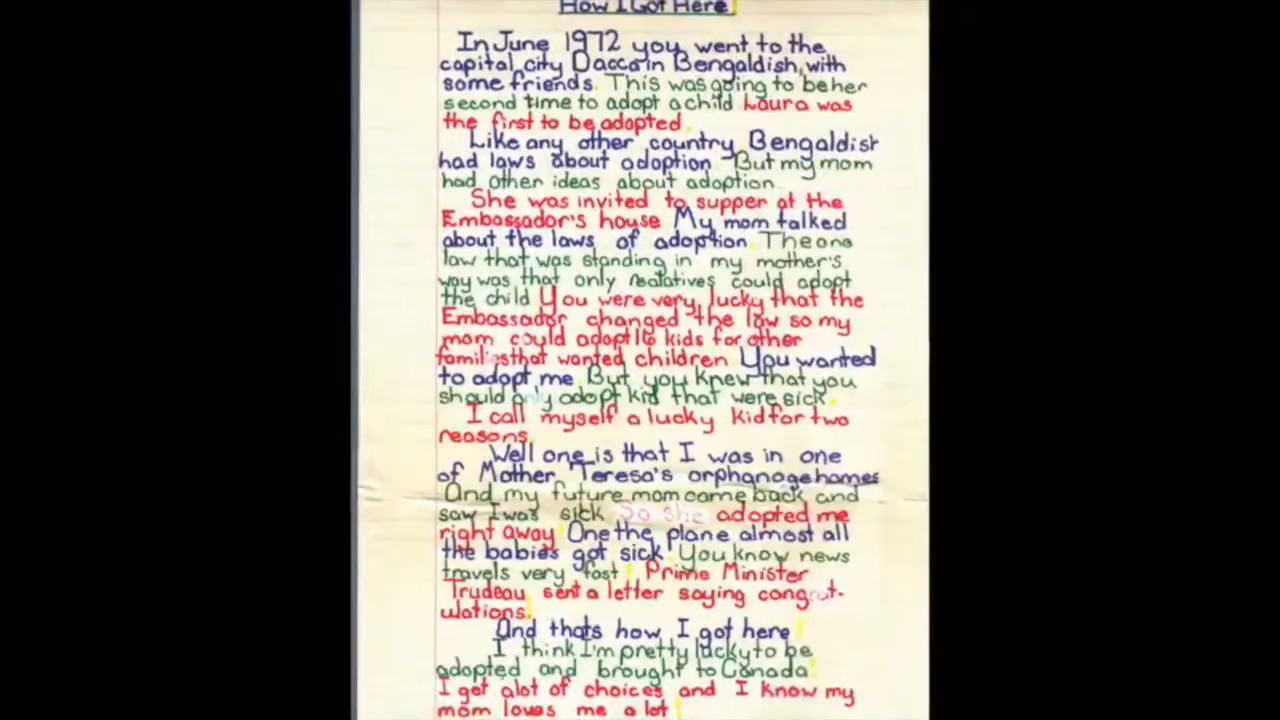 How I Got Here
In June 1972 you went to the
capital city Dacca in Bengaldish, with
some friends. This was going to be her
second time to adopt a child Laura was
the first to be adopted
Like any other country Bengaldish
had laws about adoption But my mom
had other ideas about adoption
She was invited to supper at the
Embassador's house My mom talked
about the laws of adoption The one
law that was standing in my mother's
way was that only realatives could adopt
the child You were very lucky that the
Embassador changed the law so my
mom could adopt 16 kids for other
families that wanted children You wanted
to adopt me But you knew that you
should only adopt kid that were sick
I call myself a lucky kid for two
reasons.
Well one is that I was in one
of Mother Teresa's orphanage homes
And my future mom come back and
saw I was sick So she adopted me
right away One the plane almost all
the babies got sick You know news
travels very fast! Prime Minister
Trudeau sent a letter saying congrat-
ulations.
And thats how I got here
I think I'm pretty lucky to be
adopted and brought to Canada!
I get alot of choices and I know my
mom loves me a lot!